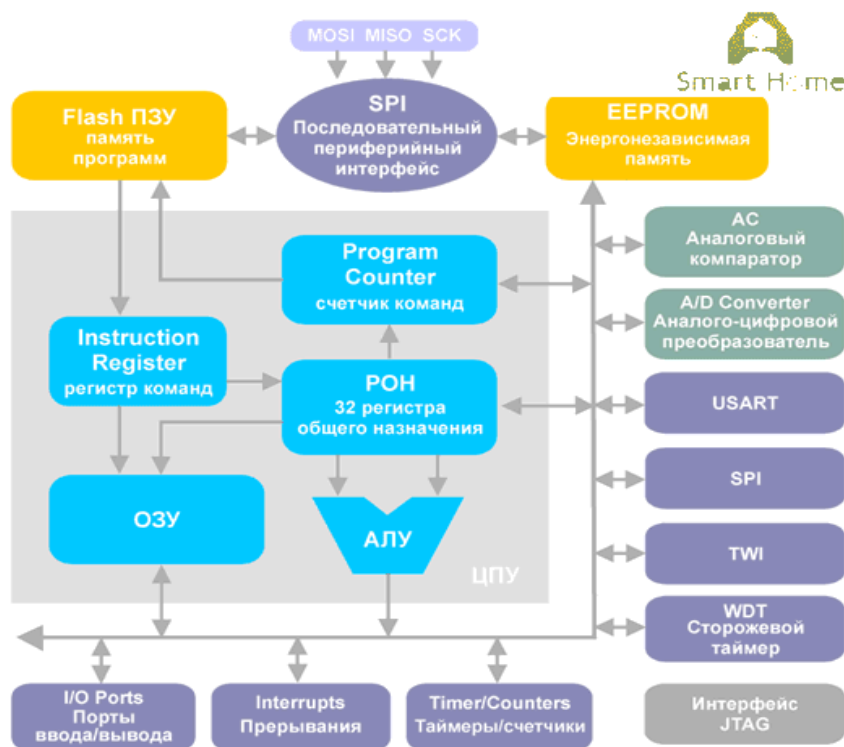 MOSI MISO SCK
Smart Home
Flash ПЗУ
память
программ
SPI
Последовательный
периферийный
интерфейс
EEPROM
Энергонезависимая
память
AC
Аналоговый
компаратор
Program
Counter
счетчик команд
A/D Converter
Аналого-цифровой
преобразователь
Instruction
Register
регистр команд
РОН
32 регистра
общего назначения
USART
SPI
ОЗУ
АЛУ
ЦПУ
TWI
WDT
Сторожевой
таймер
I/O Ports
Порты
ввода/вывода
Interrupts
Прерывания
Timer/Counters
Таймеры/счетчики
Интерфейс
JTAG